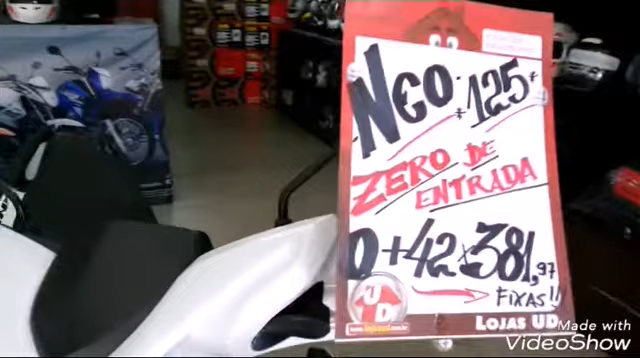 NEO 125
ZERO DE
ENTRADA
0+42x381,97
FIXAS!!
UD
LOJAS UD
Made with
VideoShow